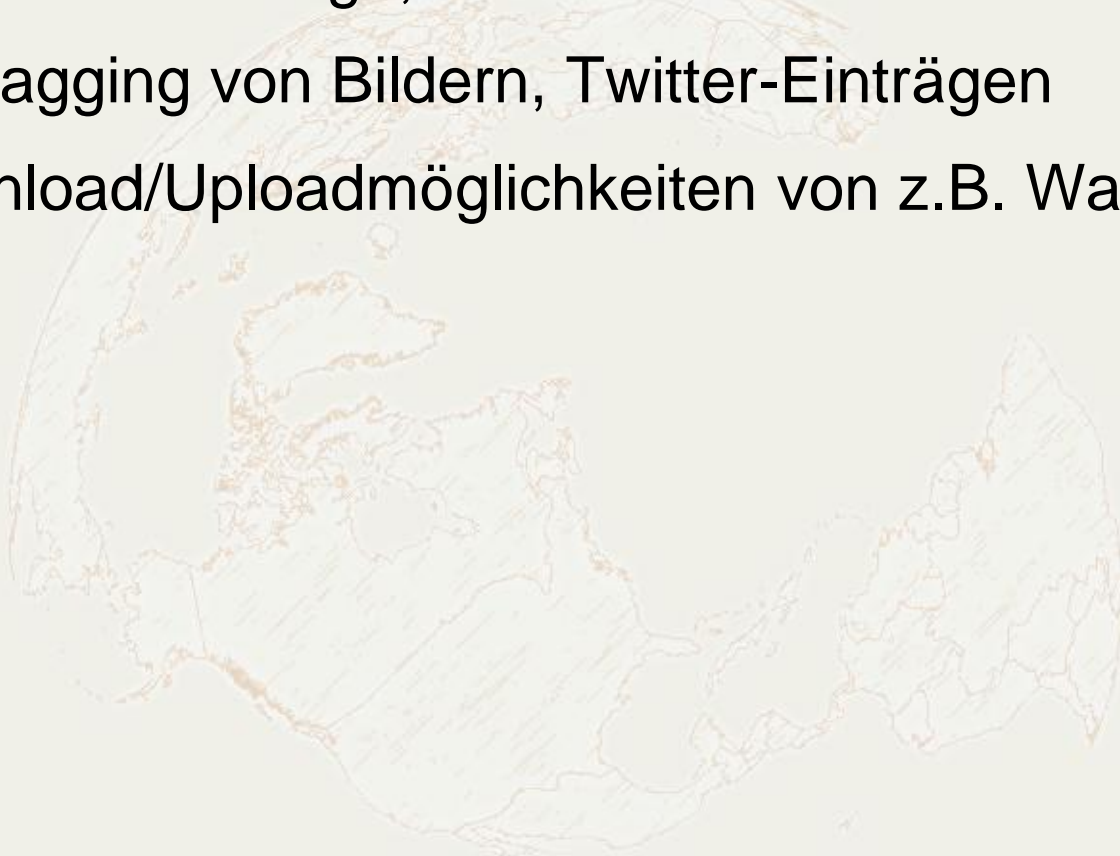 agging von Bildern, Twitter-Einträgen
nload/Uploadmöglichkeiten von z.B. Wa